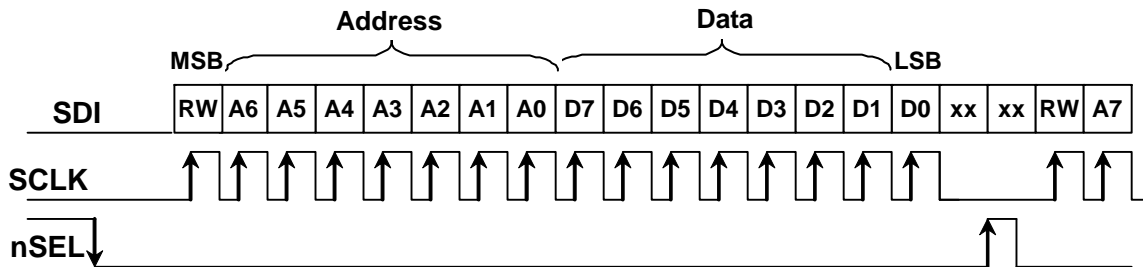 Address Data
MSB LSB
SDI RW A6 A5 A4 A3 A2 A1 A0 D7 D6 D5 D4 D3 D2 D1 D0 xx xx RW A7
SCLK
nSEL